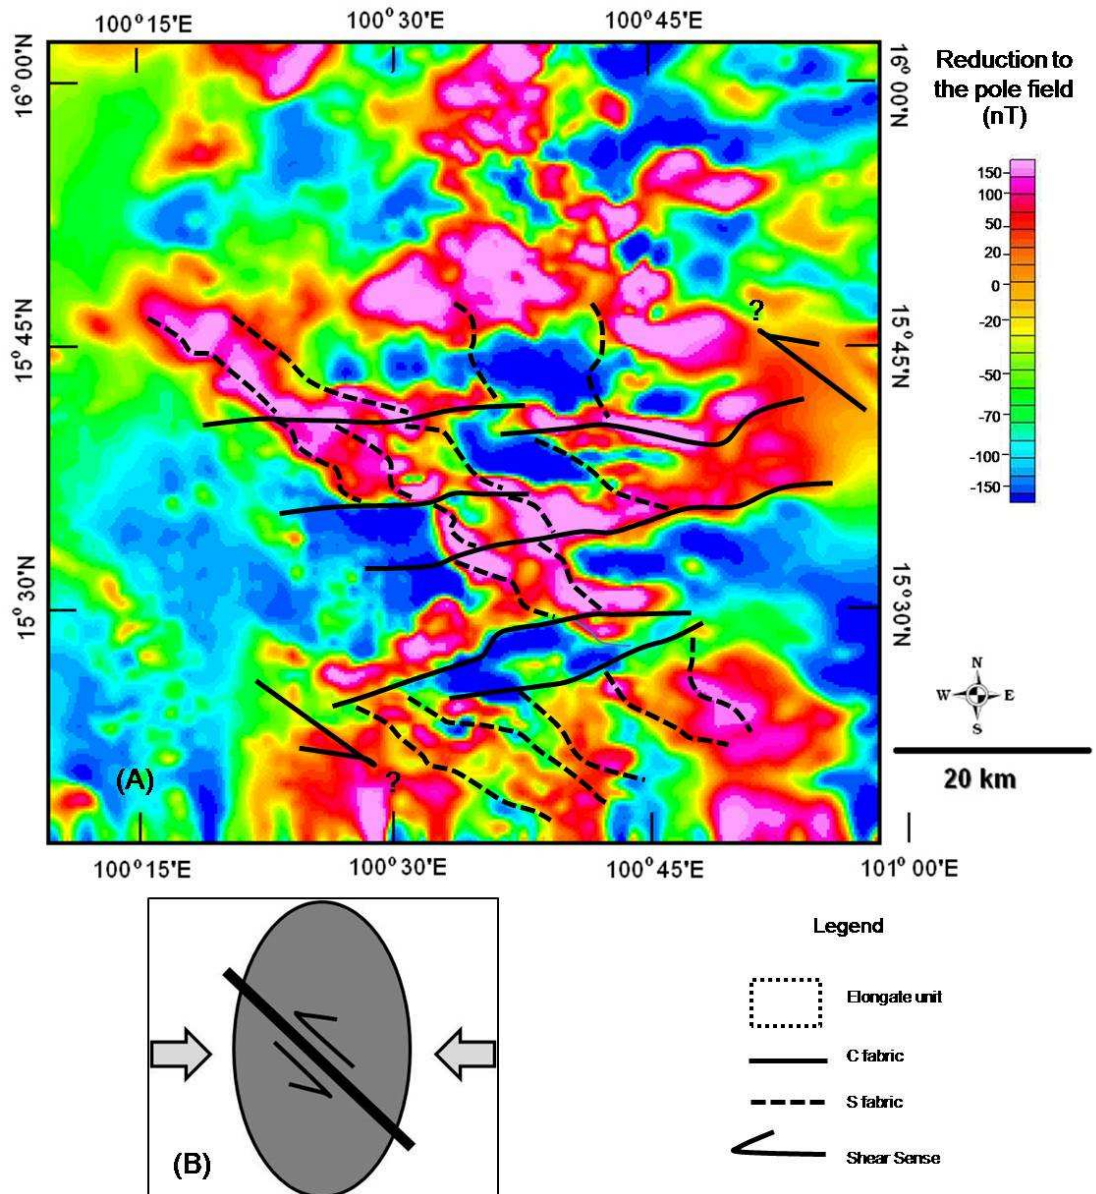 100°15'E 100°30'E 100°45'E
16°00'N
16°00'N
Reduction to
the pole field
(nT)
150
100
50
20
0
-20
-50
-70
-100
-150
15°45'N
?
15°45'N
15°30'N
15°30'N
N
W E
S
20 km
(A)
?
100°15'E 100°30'E 100°45'E 101°00'E
(B)
Legend
Elongate unit
C fabric
S fabric
Shear Sense